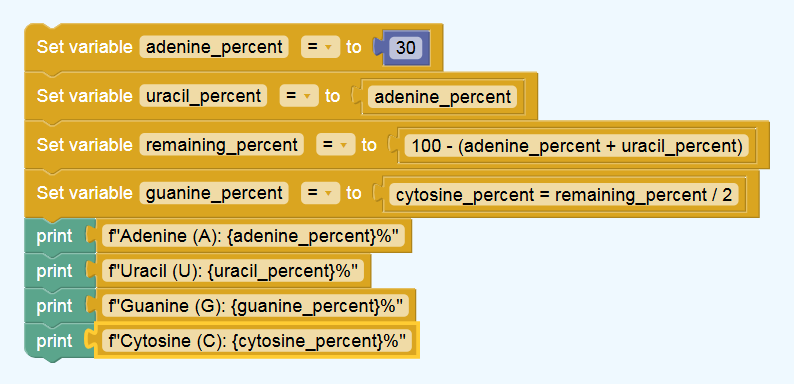 Set variable adenine_percent = to 30
Set variable uracil_percent = to adenine_percent
Set variable remaining_percent = to 100 - (adenine_percent + uracil_percent)
Set variable guanine_percent = to cytosine_percent = remaining_percent / 2
print f"Adenine (A): {adenine_percent}%"
print f"Uracil (U): {uracil_percent}%"
print f"Guanine (G): {guanine_percent}%"
print f"Cytosine (C): {cytosine_percent}%"